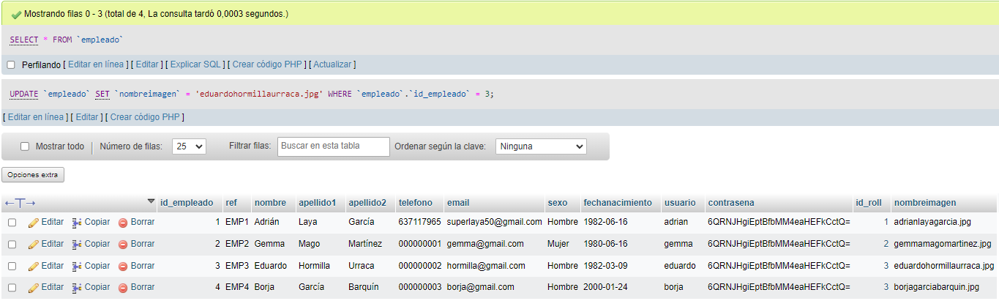 Mostrando filas 0 - 3 (total de 4, La consulta tardó 0,0003 segundos.)
SELECT * FROM `empleado`
Perfilando [ Editar en línea ] [ Editar ] [ Explicar SQL ] [ Crear código PHP ] [ Actualizar ]
UPDATE `empleado` SET `nombreimagen` = 'eduardohormillaurraca.jpg' WHERE `empleado`.`id_empleado` = 3;
[ Editar en línea ] [ Editar ] [ Crear código PHP ]
Mostrar todo Número de filas: 25 Filtrar filas: Buscar en esta tabla Ordenar según la clave: Ninguna
Opciones extra
←T→ id_empleado ref nombre apellido1 apellido2 telefono email sexo fechanacimiento usuario contrasena id_roll nombreimagen
Editar Copiar Borrar 1 EMP1 Adrián Laya García 637117965 superlaya50@gmail.com Hombre 1982-06-16 adrian 6QRNJHgiEptBfbMM4eaHEFkCctQ= 1 adrianlayagarcia.jpg
Editar Copiar Borrar 2 EMP2 Gemma Mago Martínez 000000001 gemma@gmail.com Mujer 1980-06-16 gemma 6QRNJHgiEptBfbMM4eaHEFkCctQ= 2 gemmamagomartinez.jpg
Editar Copiar Borrar 3 EMP3 Eduardo Hormilla Urraca 000000002 hormilla@gmail.com Hombre 1982-03-09 eduardo 6QRNJHgiEptBfbMM4eaHEFkCctQ= 3 eduardohormillaurraca.jpg
Editar Copiar Borrar 4 EMP4 Borja García Barquín 000000003 borja@gmail.com Hombre 2000-01-24 borja 6QRNJHgiEptBfbMM4eaHEFkCctQ= 3 borjagarciabarquin.jpg